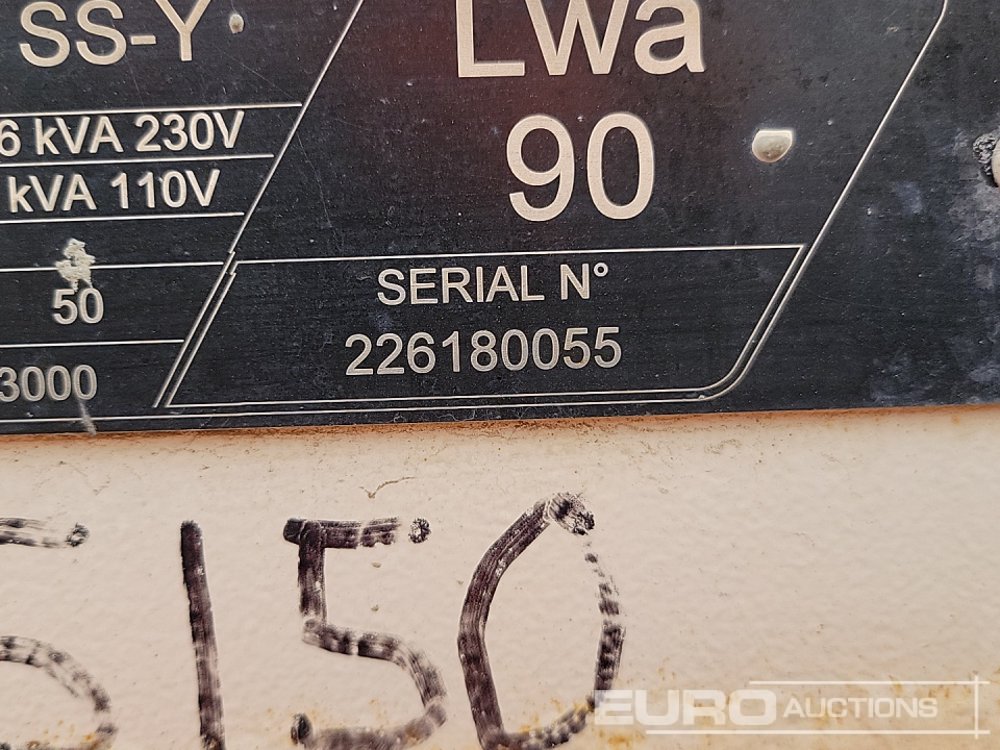 SS-Y
LWa
6 kVA 230V
90
kVA 110V
50
SERIAL N°
226180055
3000
5150
EURO AUCTIONS